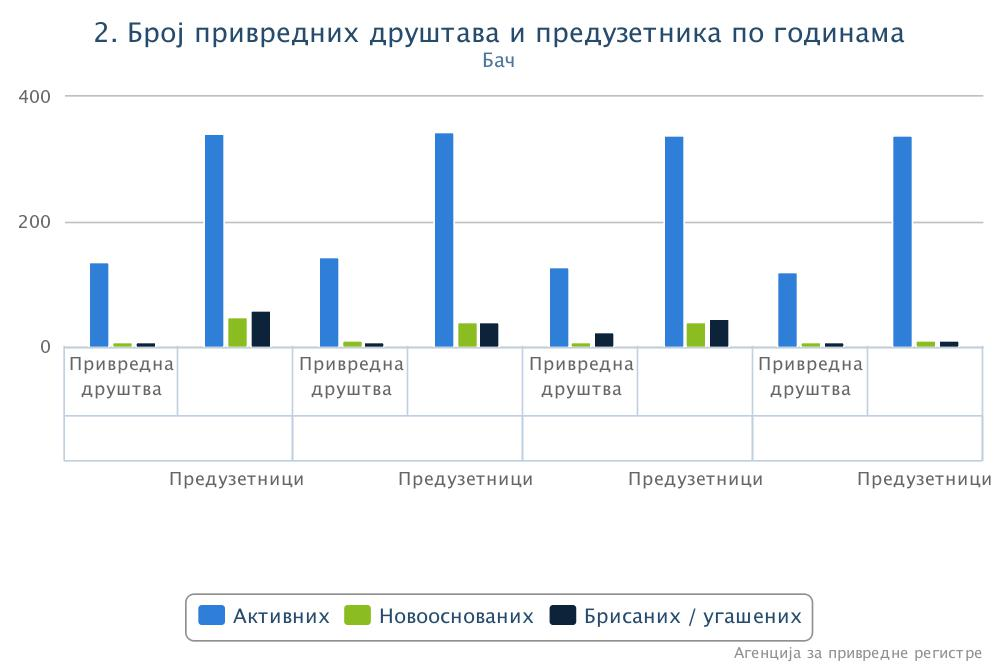 2. Број привредних друштава и предузетника по годинама
Бач
400
200
0
Привредна друштва
Привредна друштва
Привредна друштва
Привредна друштва
Предузетници
Предузетници
Предузетници
Предузетници
Активних
Новооснованих
Брисаних / угашених
Агенција за привредне регистре